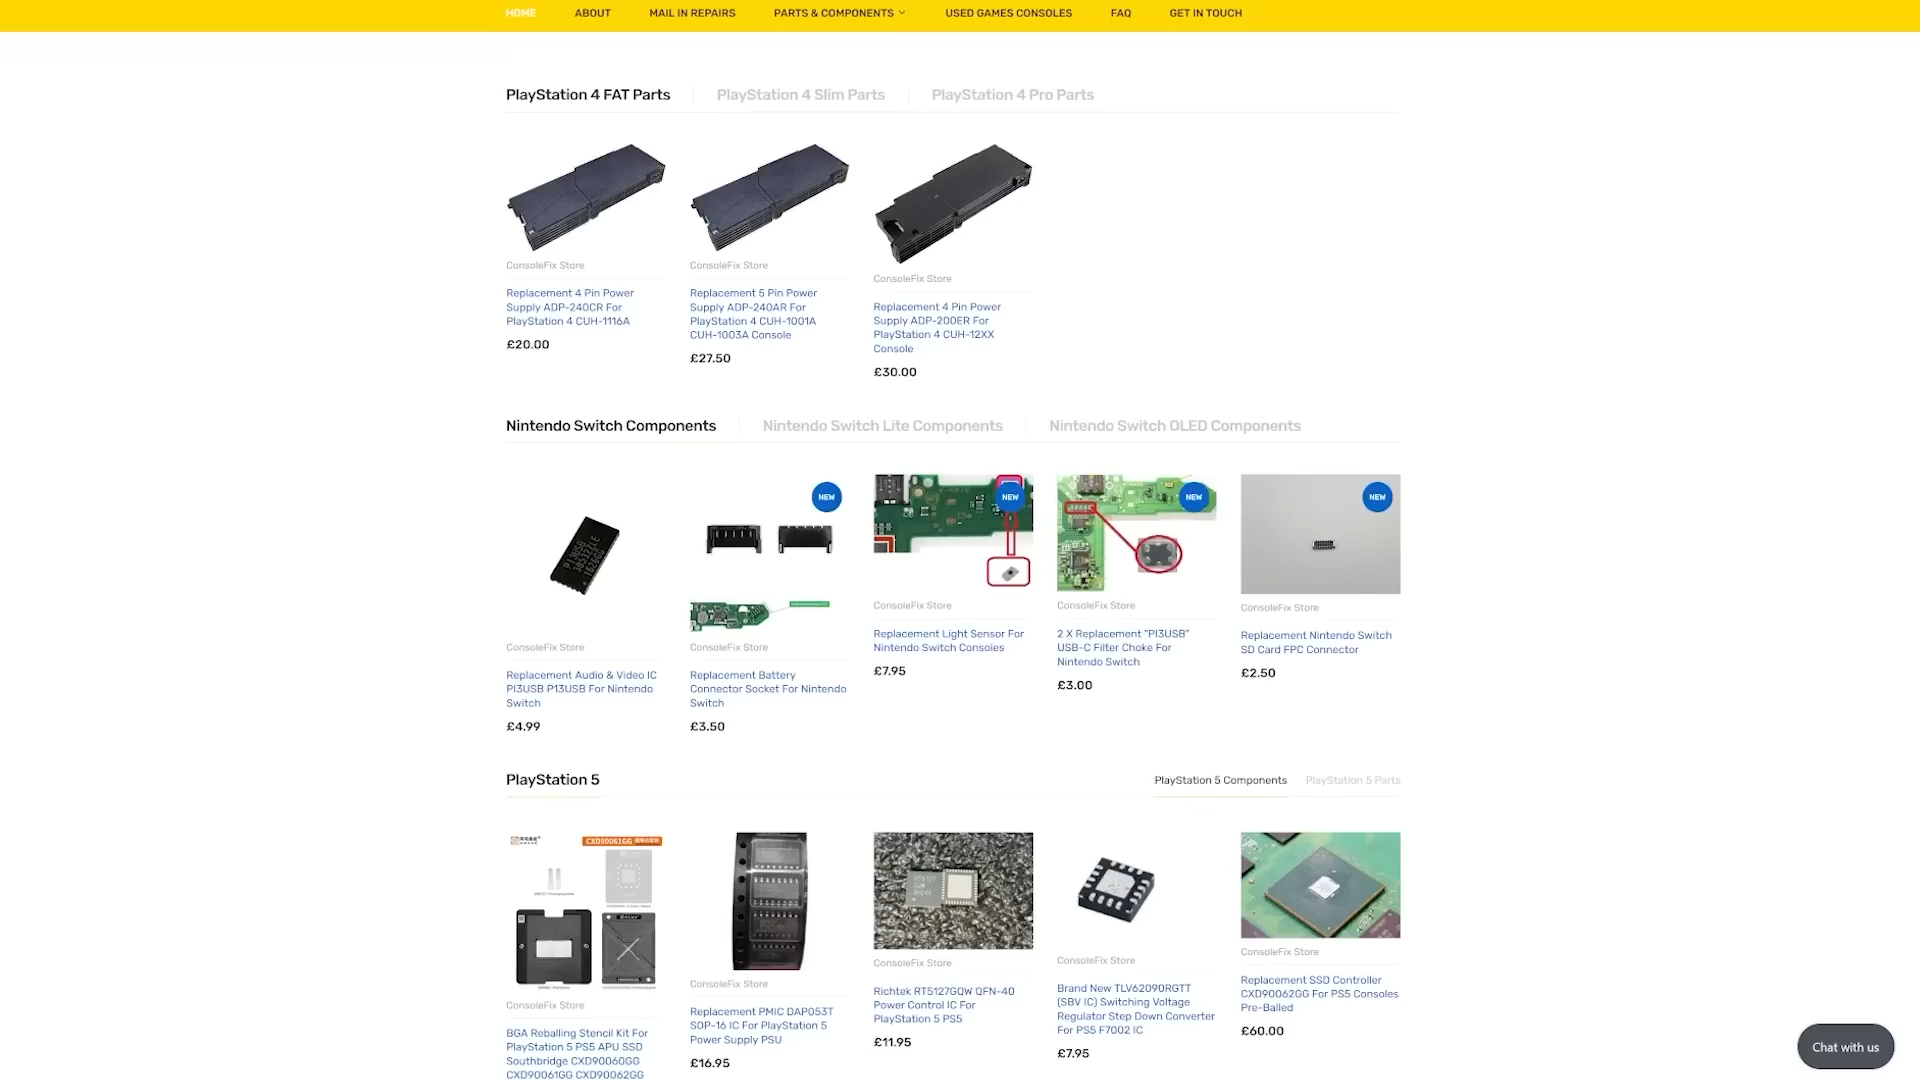 HOME
ABOUT
MAIL IN REPAIRS
PARTS & COMPONENTS
USED GAMES CONSOLES
FAQ
GET IN TOUCH
PlayStation 4 FAT Parts
PlayStation 4 Slim Parts
PlayStation 4 Pro Parts
ConsoleFix Store
Replacement 4 Pin Power
Supply ADP-240CR For
PlayStation 4 CUH-1116A
£20.00
ConsoleFix Store
Replacement 5 Pin Power
Supply ADP-240AR For
PlayStation 4 CUH-1001A
CUH-1003A Console
£27.50
ConsoleFix Store
Replacement 4 Pin Power
Supply ADP-200ER For
PlayStation 4 CUH-12XX
Console
£30.00
Nintendo Switch Components
Nintendo Switch Lite Components
Nintendo Switch OLED Components
ConsoleFix Store
Replacement Audio & Video IC
PI3USB P13USB For Nintendo
Switch
£4.99
NEW
ConsoleFix Store
Replacement Battery
Connector Socket For Nintendo
Switch
£3.50
NEW
ConsoleFix Store
Replacement Light Sensor For
Nintendo Switch Consoles
£7.95
NEW
ConsoleFix Store
2 X Replacement "PI3USB"
USB-C Filter Choke For
Nintendo Switch
£3.00
NEW
ConsoleFix Store
Replacement Nintendo Switch
SD Card FPC Connector
£2.50
PlayStation 5
PlayStation 5 Components
PlayStation 5 Parts
CXD90061GG
ConsoleFix Store
BGA Reballing Stencil Kit For
PlayStation 5 PS5 APU SSD
Southbridge CXD90060GG
CXD90061GG CXD90062GG
ConsoleFix Store
Replacement PMIC DAP053T
SOP-16 IC For PlayStation 5
Power Supply PSU
£16.95
ConsoleFix Store
Richtek RT5127GQW QFN-40
Power Control IC For
PlayStation 5 PS5
£11.95
ConsoleFix Store
Brand New TLV62090RGTT
(SBV IC) Switching Voltage
Regulator Step Down Converter
For PS5 F7002 IC
£7.95
ConsoleFix Store
Replacement SSD Controller
CXD90062GG For PS5 Consoles
Pre-Balled
£60.00
Chat with us